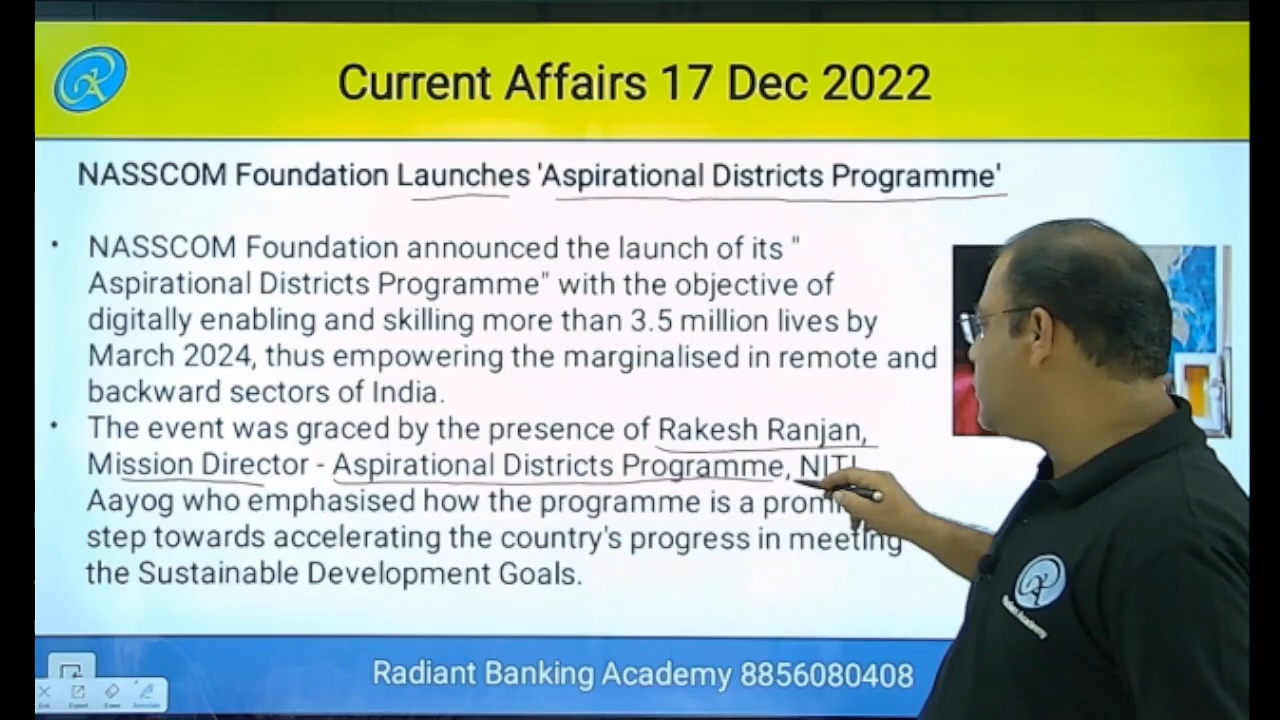 Current Affairs 17 Dec 2022
NASSCOM Foundation Launches 'Aspirational Districts Programme'
• NASSCOM Foundation announced the launch of its "
Aspirational Districts Programme" with the objective of
digitally enabling and skilling more than 3.5 million lives by
March 2024, thus empowering the marginalised in remote and
backward sectors of India.
• The event was graced by the presence of Rakesh Ranjan,
Mission Director - Aspirational Districts Programme, NITI
Aayog who emphasised how the programme is a
step towards accelerating the country's progress in meeting
the Sustainable Development Goals.
Radiant Banking Academy 8856080408
Radiant Academy